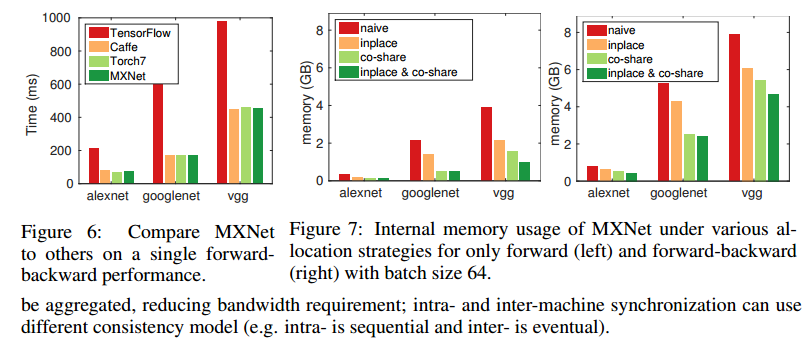 1000
800
600
400
200
0
Time (ms)
TensorFlow
Caffe
Torch7
MXNet
alexnet googlenet vgg
8
6
4
2
0
memory (GB)
naive
inplace
co-share
inplace & co-share
alexnet googlenet vgg
8
6
4
2
0
memory (GB)
naive
inplace
co-share
inplace & co-share
alexnet googlenet vgg
Figure 6: Compare MXNet
to others on a single forward-
backward performance.
Figure 7: Internal memory usage of MXNet under various al-
location strategies for only forward (left) and forward-backward
(right) with batch size 64.
be aggregated, reducing bandwidth requirement; intra- and inter-machine synchronization can use
different consistency model (e.g. intra- is sequential and inter- is eventual).